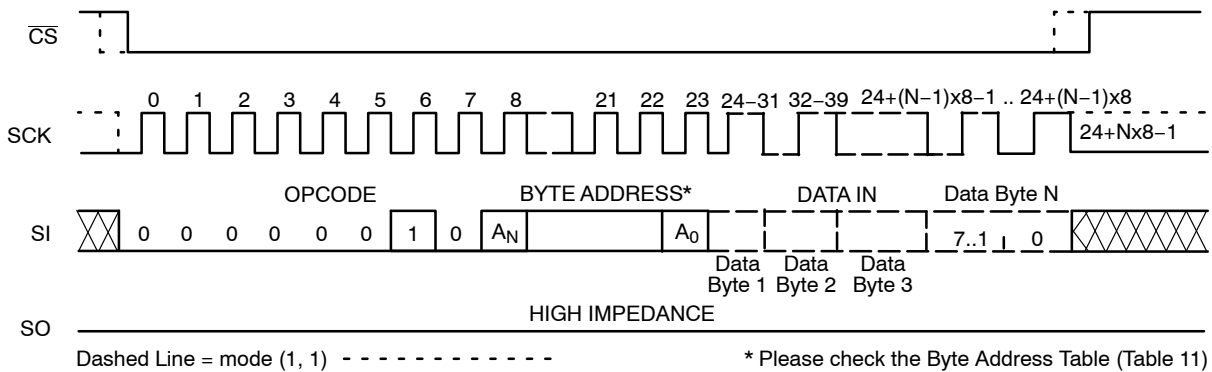 CS
0 1 2 3 4 5 6 7 8 21 22 23 24–31 32–39 24+(N–1)x8-1 .. 24+(N–1)x8
SCK
24+Nx8–1
OPCODE BYTE ADDRESS* DATA IN Data Byte N
SI
0 0 0 0 0 0 1 0 AN A0 7..1 0
Data Byte 1
Data Byte 2
Data Byte 3
HIGH IMPEDANCE
SO
Dashed Line = mode (1, 1)
* Please check the Byte Address Table (Table 11)